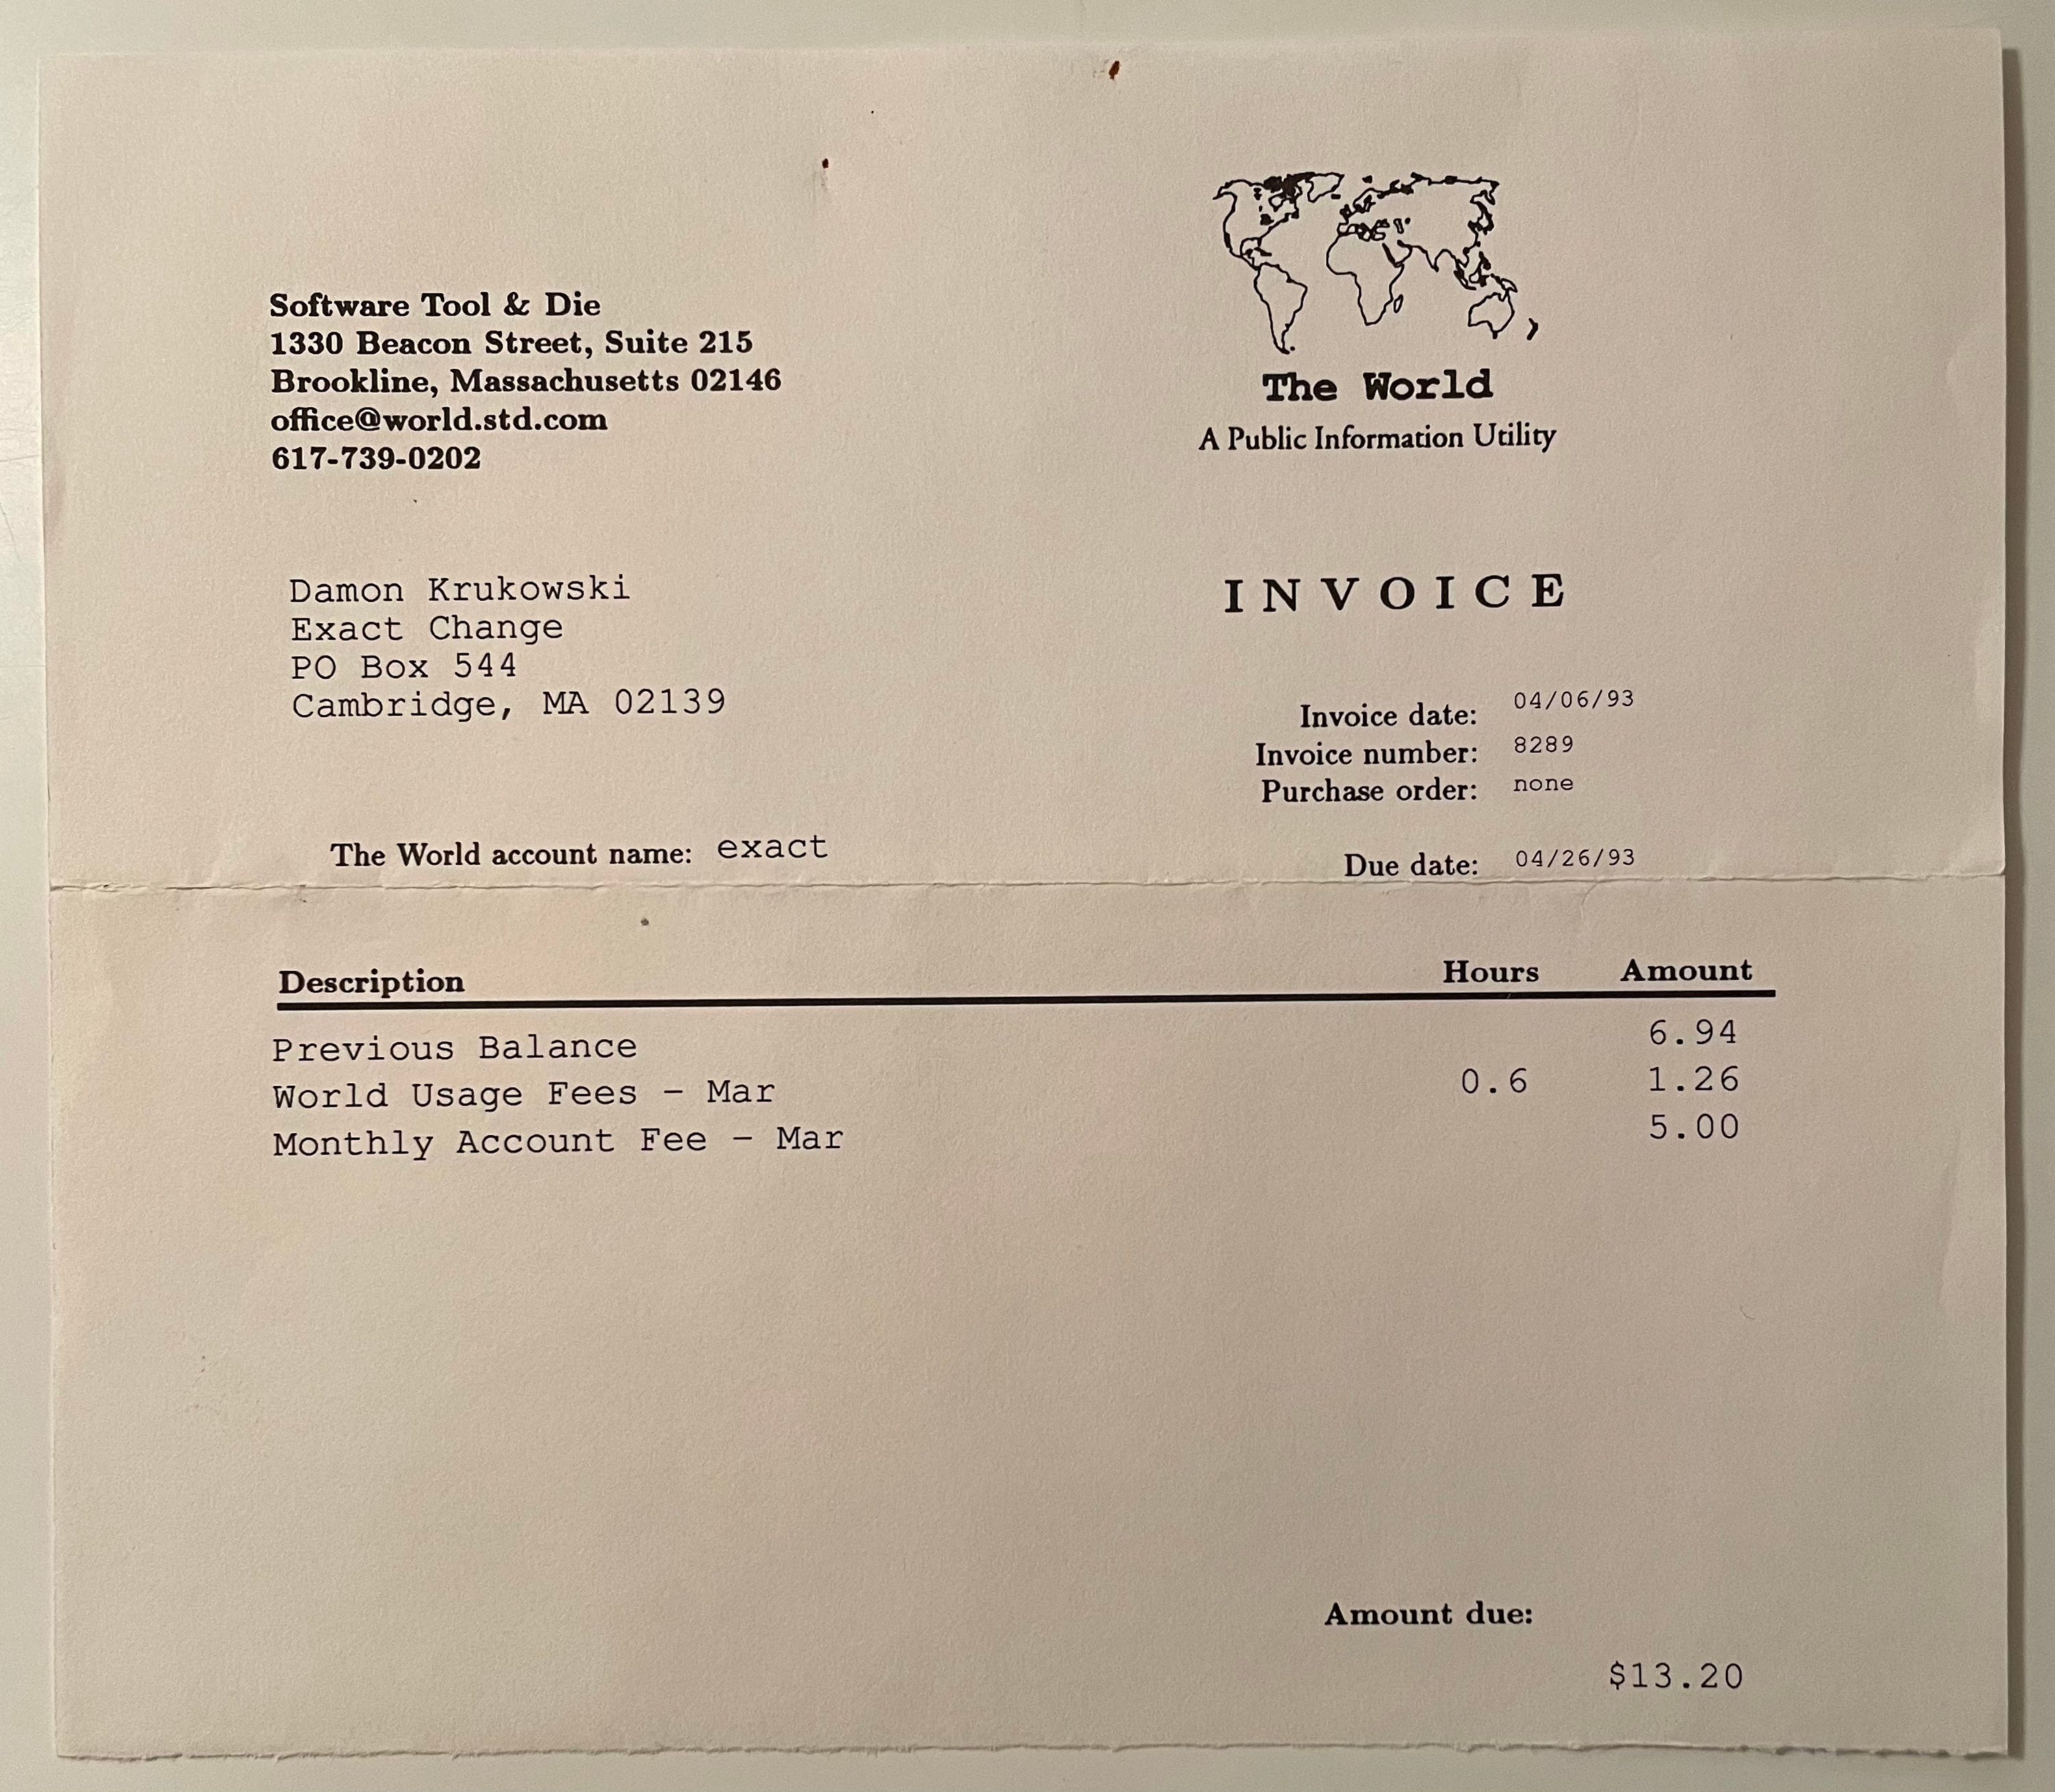 Software Tool & Die
1330 Beacon Street, Suite 215
Brookline, Massachusetts 02146
office@world.std.com
617-739-0202
The World
A Public Information Utility
Damon Krukowski
Exact Change
PO Box 544
Cambridge, MA 02139
INVOICE
Invoice date: 04/06/93
Invoice number: 8289
Purchase order: none
The World account name: exact
Due date: 04/26/93
Description Hours Amount
Previous Balance 6.94
World Usage Fees - Mar 0.6 1.26
Monthly Account Fee - Mar 5.00
Amount due:
$13.20